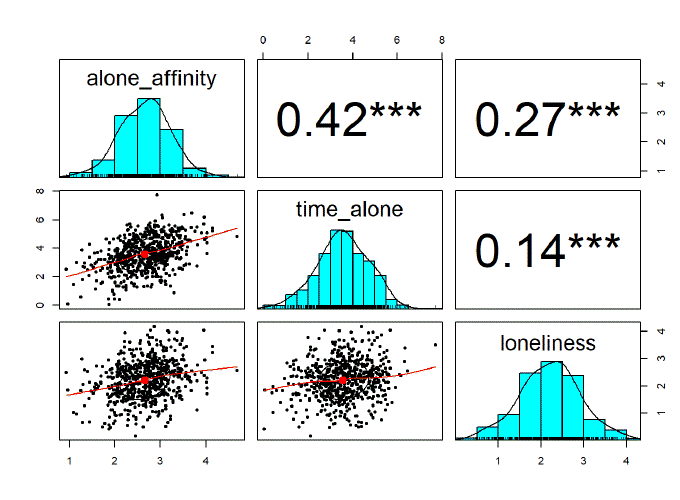 0 2 4 6 8
alone_affinity
0.42***
0.27***
1 2 3 4
0 2 4 6 8
time_alone
0.14***
loneliness
1 2 3 4
1 2 3 4
1 2 3 4